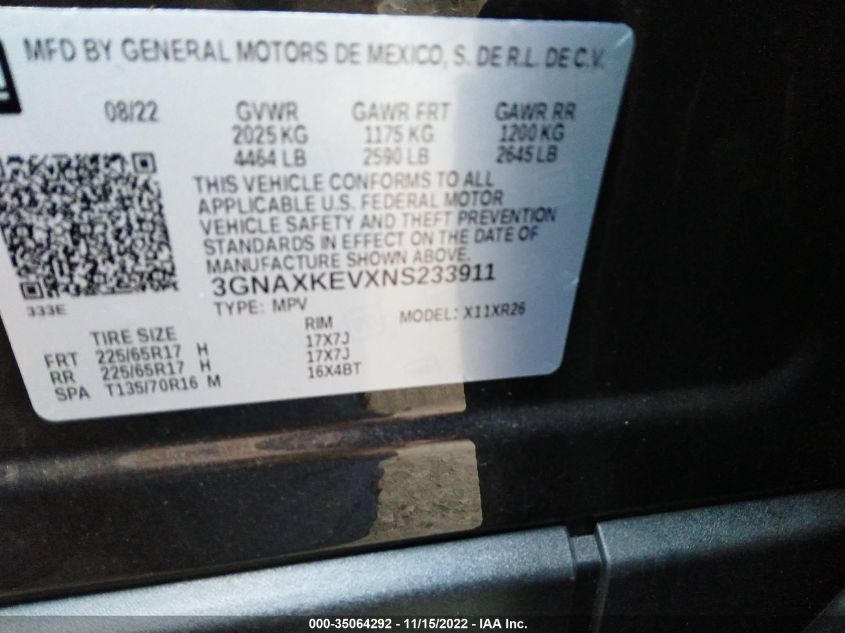 MFD BY GENERAL MOTORS DE MEXICO, S. DE R.L. DE C.V.
08/22 GVWR GAWR FRT GAWR RR
2025 KG 1175 KG 1200 KG
4464 LB 2590 LB 2645 LB
THIS VEHICLE CONFORMS TO ALL
APPLICABLE U.S. FEDERAL MOTOR
VEHICLE SAFETY AND THEFT PREVENTION
STANDARDS IN EFFECT ON THE DATE OF
MANUFACTURE SHOWN ABOVE.
3GNAXKEVXNS233911
333E TYPE: MPV MODEL: X11XR26
TIRE SIZE RIM
FRT 225/65R17 H 17X7J
RR 225/65R17 H 17X7J
SPA T135/70R16 M 16X4BT
000-35064292 - 11/15/2022 - IAA Inc.